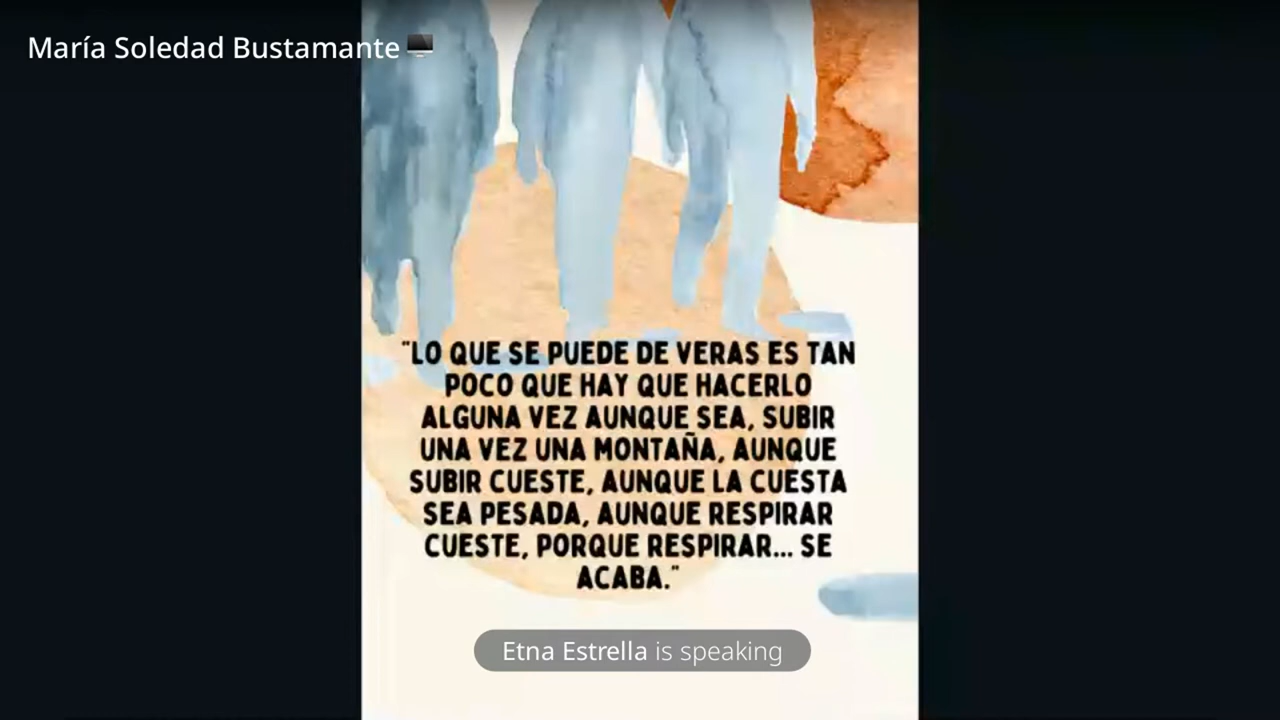 María Soledad Bustamante
"LO QUE SE PUEDE DE VERAS ES TAN
POCO QUE HAY QUE HACERLO
ALGUNA VEZ AUNQUE SEA, SUBIR
UNA VEZ UNA MONTAÑA, AUNQUE
SUBIR CUESTE, AUNQUE LA CUESTA
SEA PESADA, AUNQUE RESPIRAR
CUESTE, PORQUE RESPIRAR... SE
ACABA."
Etna Estrella is speaking